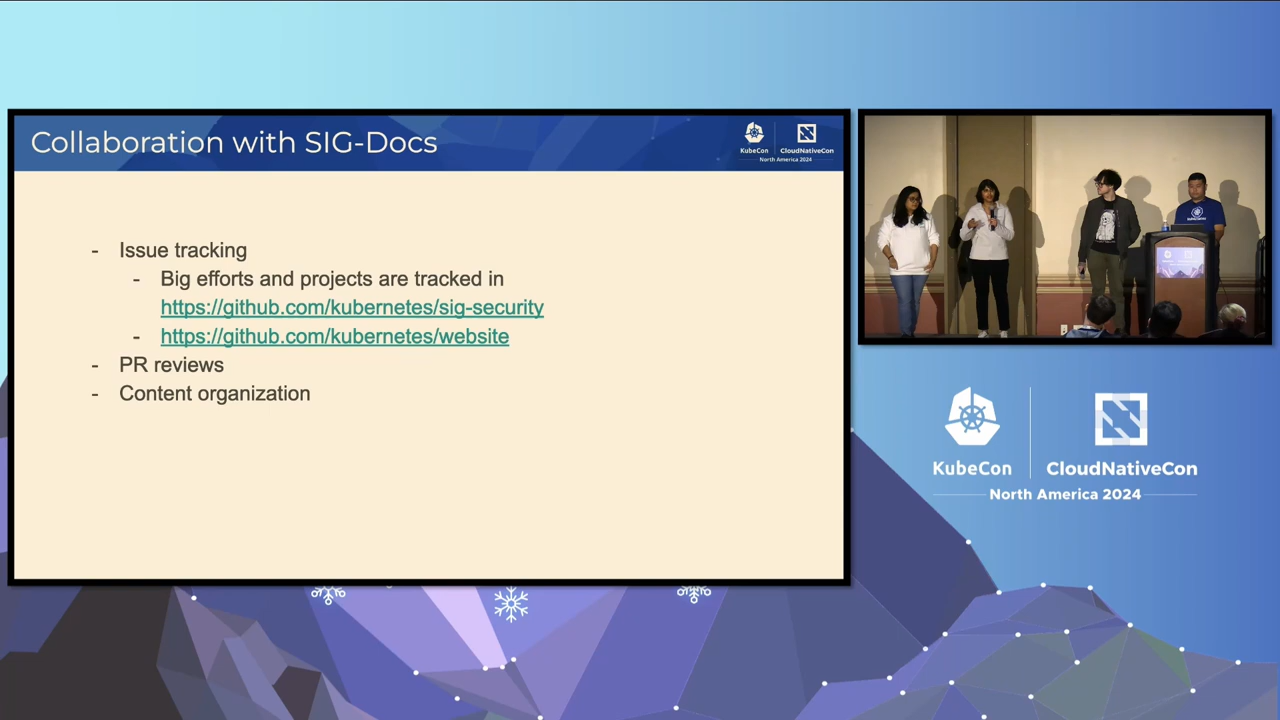 Collaboration with SIG-Docs
KubeCon
CloudNativeCon
North America 2024
- Issue tracking
- Big efforts and projects are tracked in
https://github.com/kubernetes/sig-security
- https://github.com/kubernetes/website
- PR reviews
- Content organization
KubeCon
CloudNativeCon
North America 2024